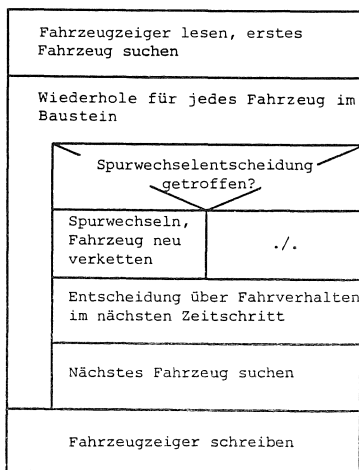 Fahrzeugzeiger lesen, erstes
Fahrzeug suchen
Wiederhole für jedes Fahrzeug im
Baustein
Spurwechselentscheidung
getroffen?
Spurwechseln,
Fahrzeug neu
verketten
./.
Entscheidung über Fahrverhalten
im nächsten Zeitschritt
Nächstes Fahrzeug suchen
Fahrzeugzeiger schreiben